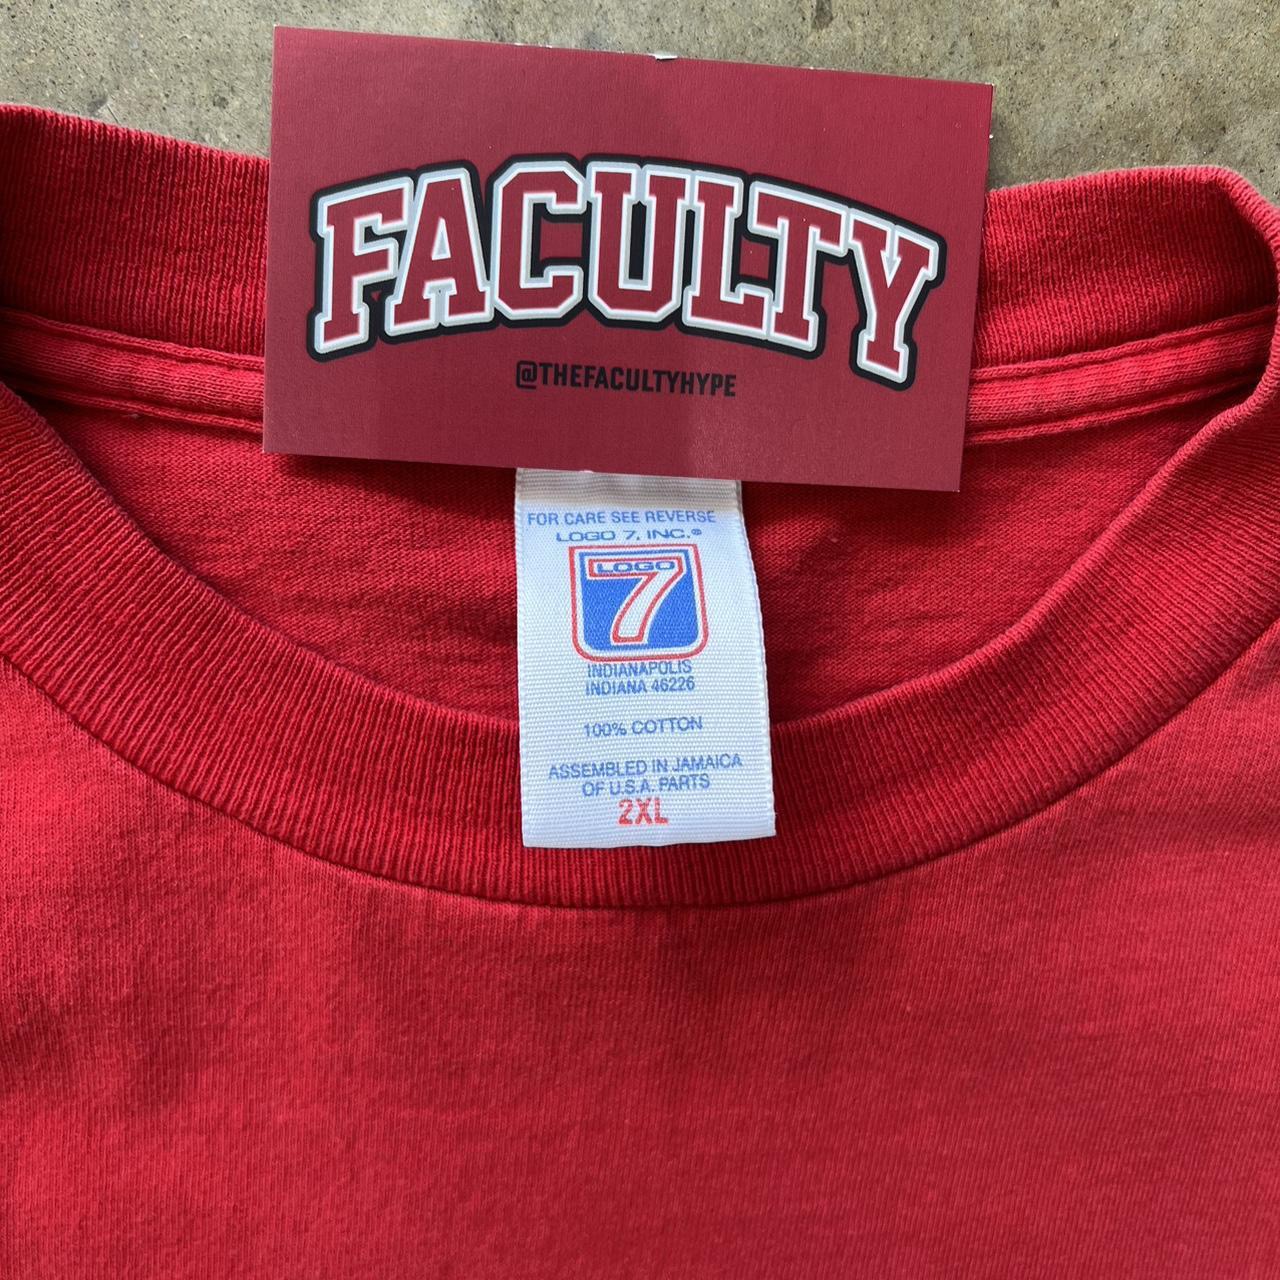 FACULTY
@THEFACULTYHYPE
FOR CARE SEE REVERSE
LOGO 7, INC.®
LOGO
7
INDIANAPOLIS
INDIANA 46226
100% COTTON
ASSEMBLED IN JAMAICA
OF U.S.A. PARTS
2XL